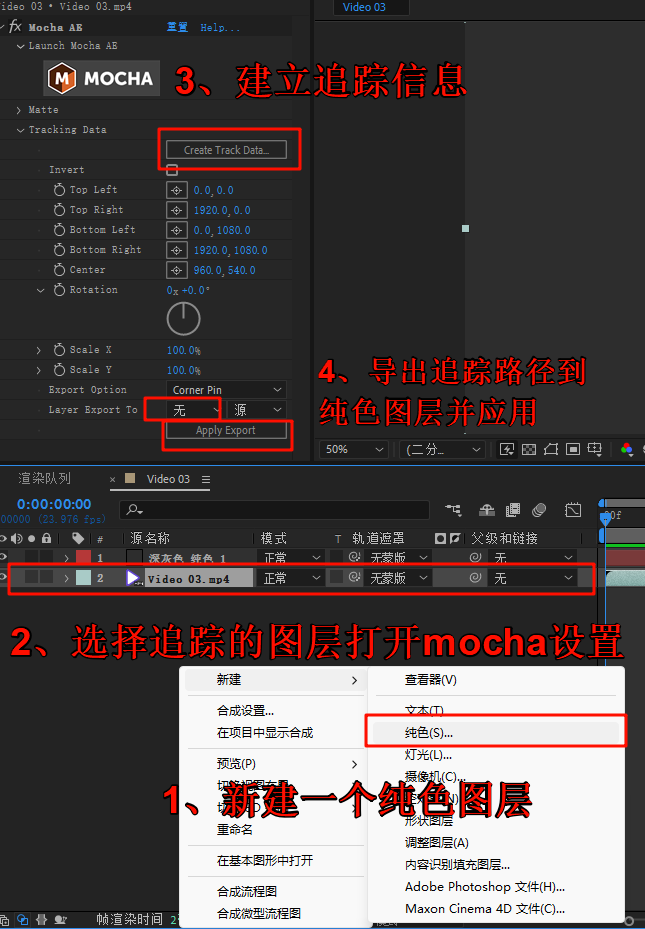 Video 03 • Video 03.mp4
Video 03
fx Mocha AE 重置 Help...
Launch Mocha AE
M MOCHA
3、建立追踪信息
Matte
Tracking Data
Create Track Data...
Invert
Top Left 0.0, 0.0
Top Right 1920.0, 0.0
Bottom Left 0.0, 1080.0
Bottom Right 1920.0, 1080.0
Center 960.0, 540.0
Rotation 0x +0.0°
Scale X 100.0%
Scale Y 100.0%
4、导出追踪路径到
纯色图层并应用
Export Option Corner Pin
Layer Export To 无 源
Apply Export
50% (二分...
渲染队列 × Video 03
0:00:00:00
00000 (23.976 fps)
00f
# 源名称 模式 T 轨道遮罩 父级和链接
1 深灰色 纯色 1 正常 无蒙版 无
2 Video 03.mp4 正常 无蒙版 无
2、选择追踪的图层打开mocha设置
新建
合成设置...
在项目中显示合成
预览(P)
重命名
在基本图形中打开
合成流程图
合成微型流程图
查看器(V)
文本(T)
纯色(S)...
灯光(L)...
摄像机(C)...
1、新建一个纯色图层
形状图层
调整图层(A)
内容识别填充图层...
Adobe Photoshop 文件(H)...
Maxon Cinema 4D 文件(C)...
帧渲染时间